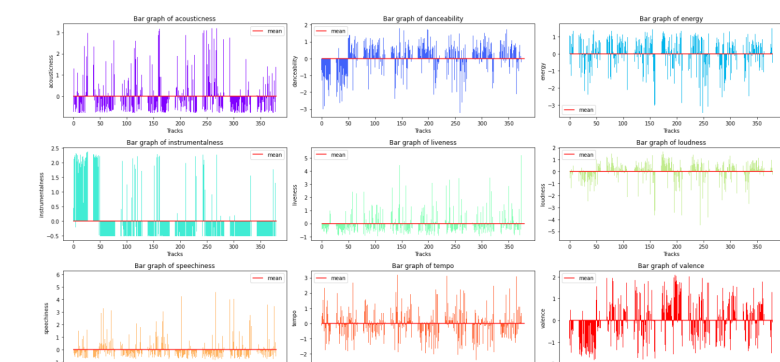 Bar graph of acousticness
mean
acousticness
3
2
1
0
0 50 100 150 200 250 300 350
Tracks
Bar graph of danceability
mean
danceability
2
1
0
−1
−2
−3
0 50 100 150 200 250 300 350
Tracks
Bar graph of energy
mean
energy
1
0
−1
−2
−3
0 50 100 150 200 250 300 350
Tracks
Bar graph of instrumentalness
mean
instrumentalness
2.5
2.0
1.5
1.0
0.5
0.0
−0.5
0 50 100 150 200 250 300 350
Tracks
Bar graph of liveness
mean
liveness
5
4
3
2
1
0
−1
0 50 100 150 200 250 300 350
Tracks
Bar graph of loudness
mean
loudness
2
1
0
−1
−2
−3
−4
−5
0 50 100 150 200 250 300 350
Tracks
Bar graph of speechiness
mean
speechiness
6
5
4
3
2
1
0
Bar graph of tempo
mean
tempo
3
2
1
0
−1
−2
Bar graph of valence
mean
valence
2
1
0
−1